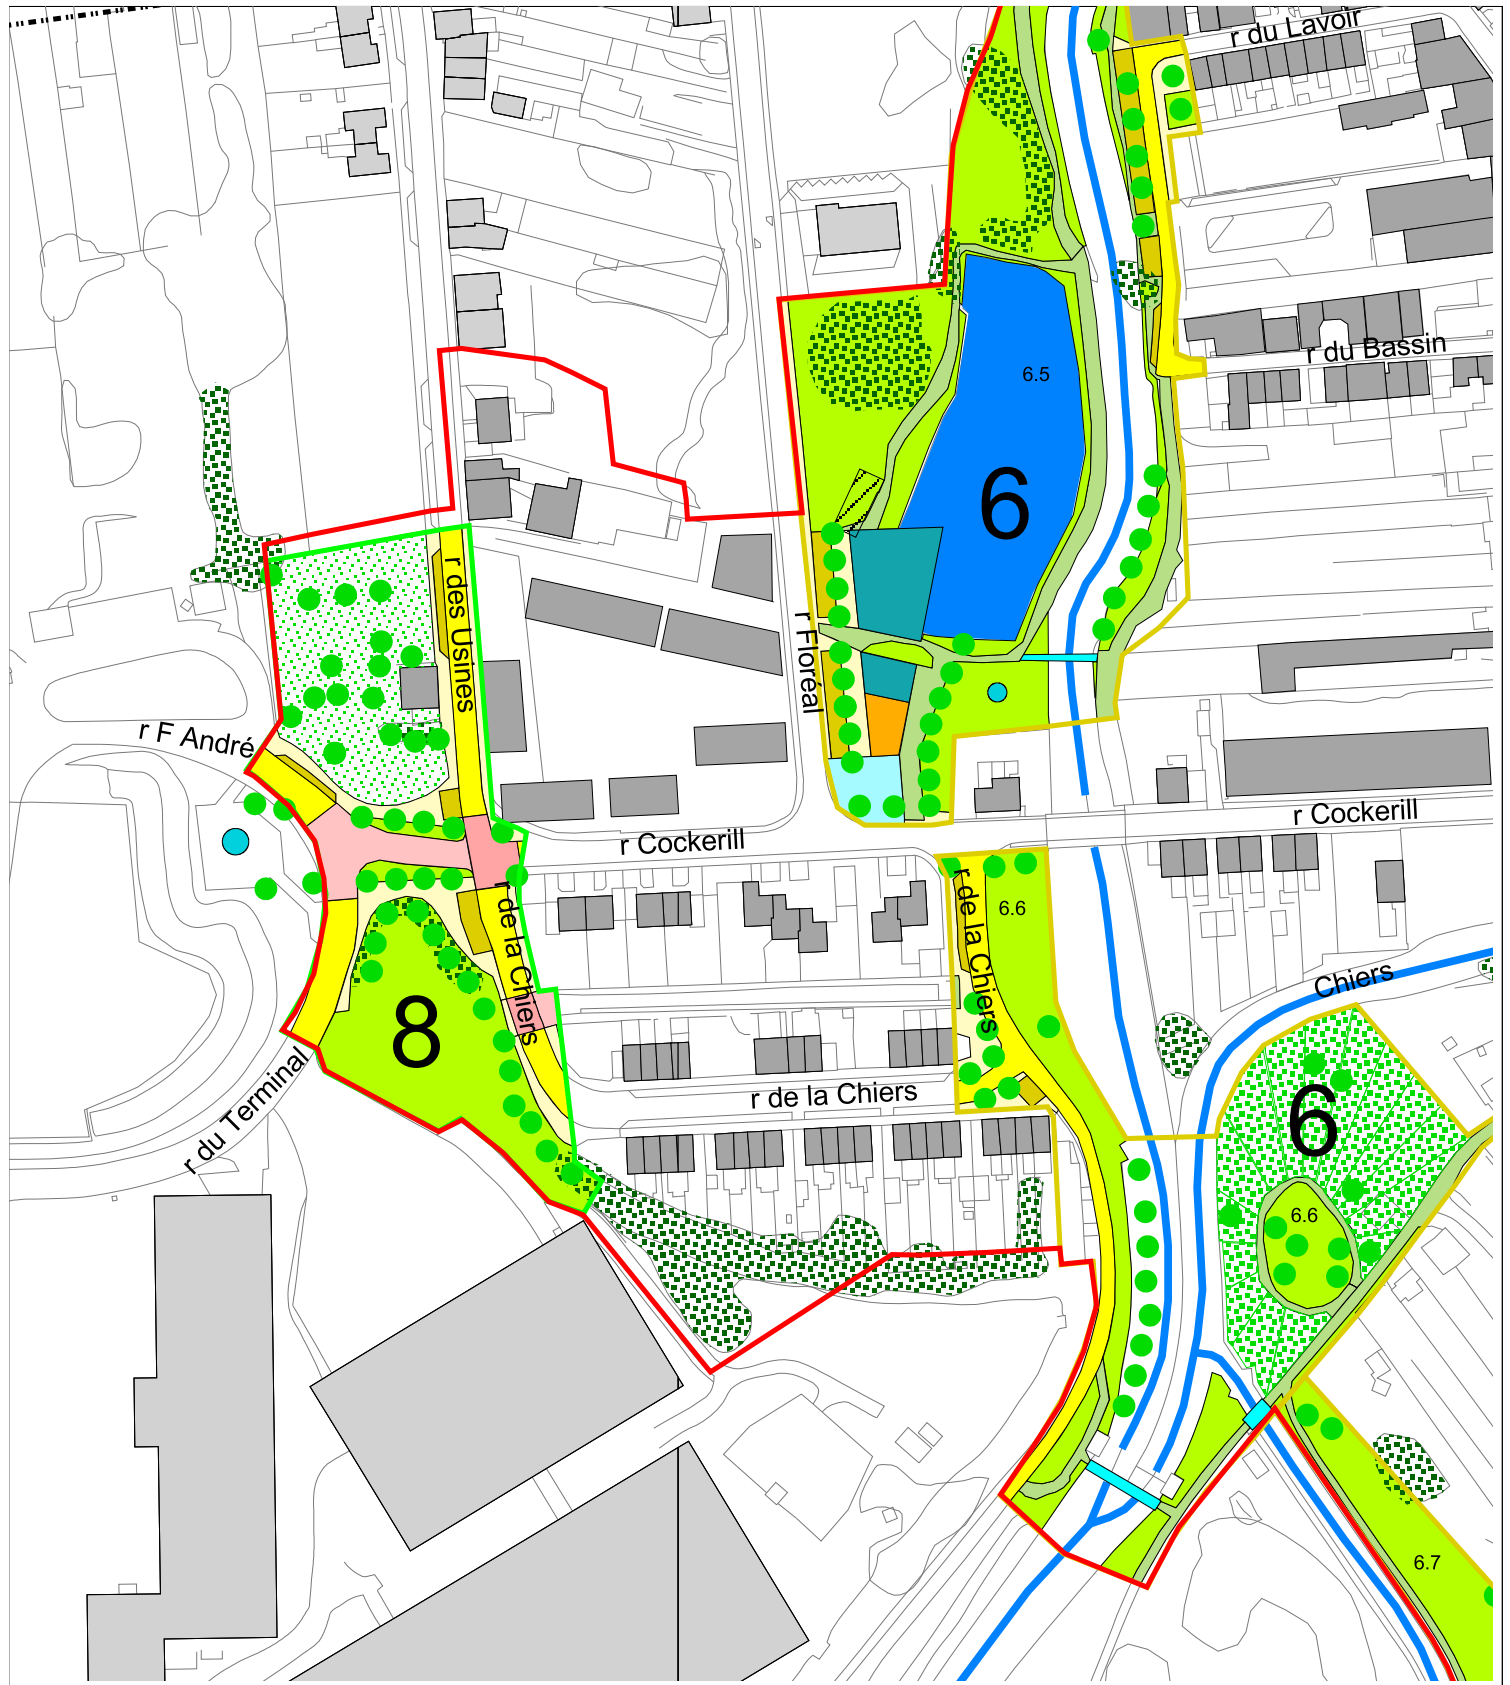 r du Lavoir
r du Bassin
6.5
6
r des Usines
r Floréal
r F André
r Cockerill
r Cockerill
r de la Chiers
r de la Chiers
6.6
Chiers
8
r du Terminal
r de la Chiers
6
6.6
6.7